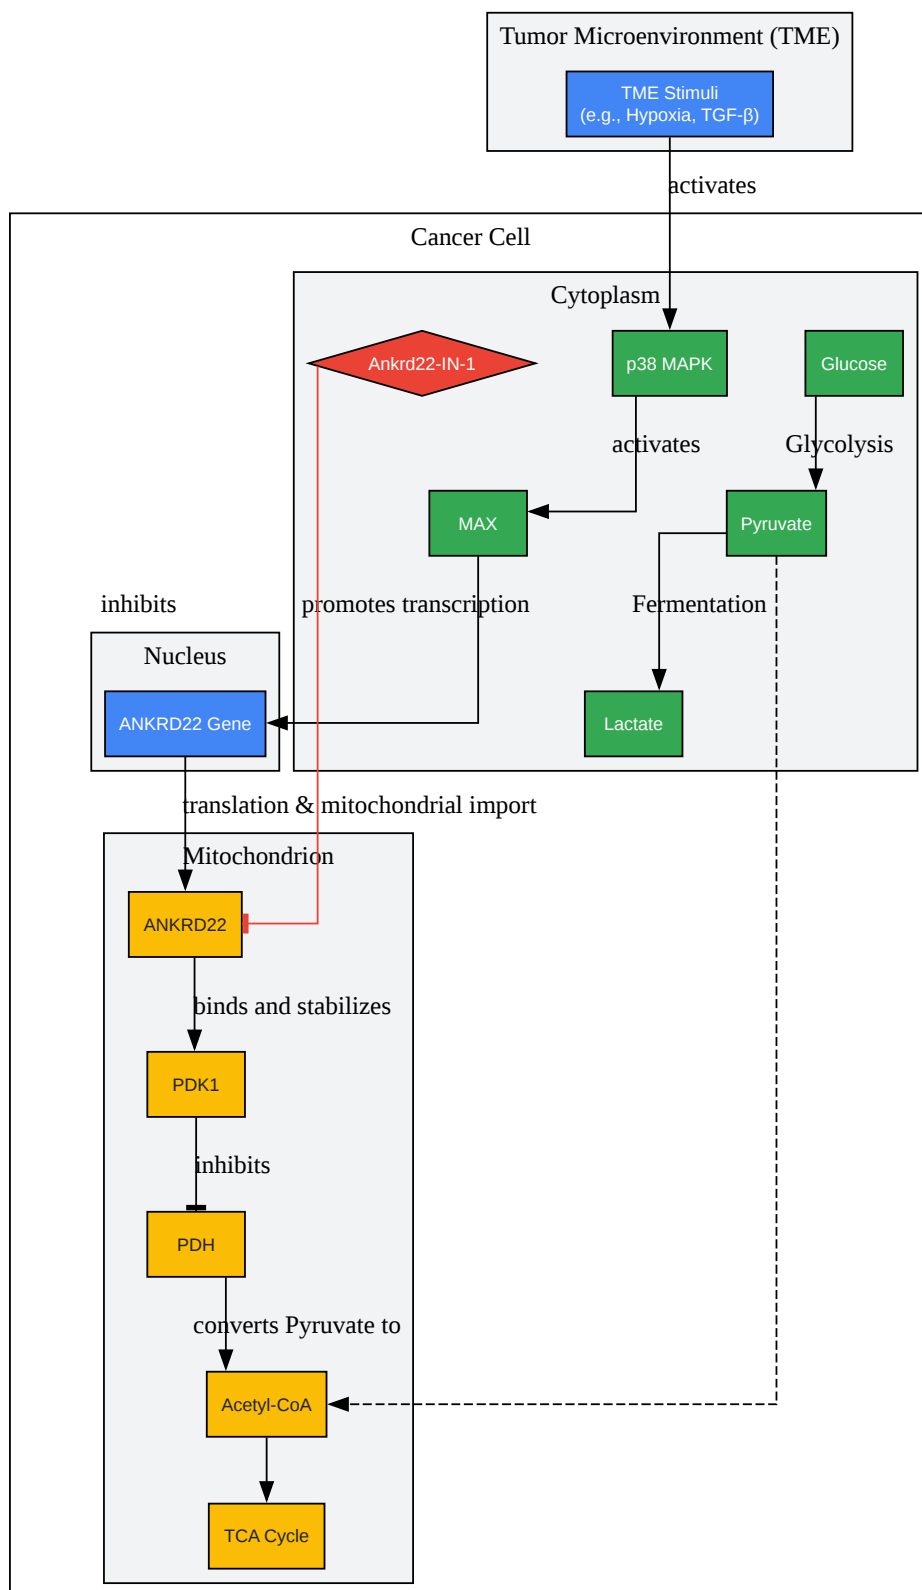 Tumor Microenvironment (TME)
TME Stimuli
(e.g., Hypoxia, TGF-β)
activates
Cancer Cell
Cytoplasm
Ankrd22-IN-1
p38 MAPK
Glucose
activates
Glycolysis
MAX
Pyruvate
inhibits
promotes transcription
Fermentation
Nucleus
ANKRD22 Gene
Lactate
translation & mitochondrial import
Mitochondrion
ANKRD22
binds and stabilizes
PDK1
inhibits
PDH
converts Pyruvate to
Acetyl-CoA
TCA Cycle